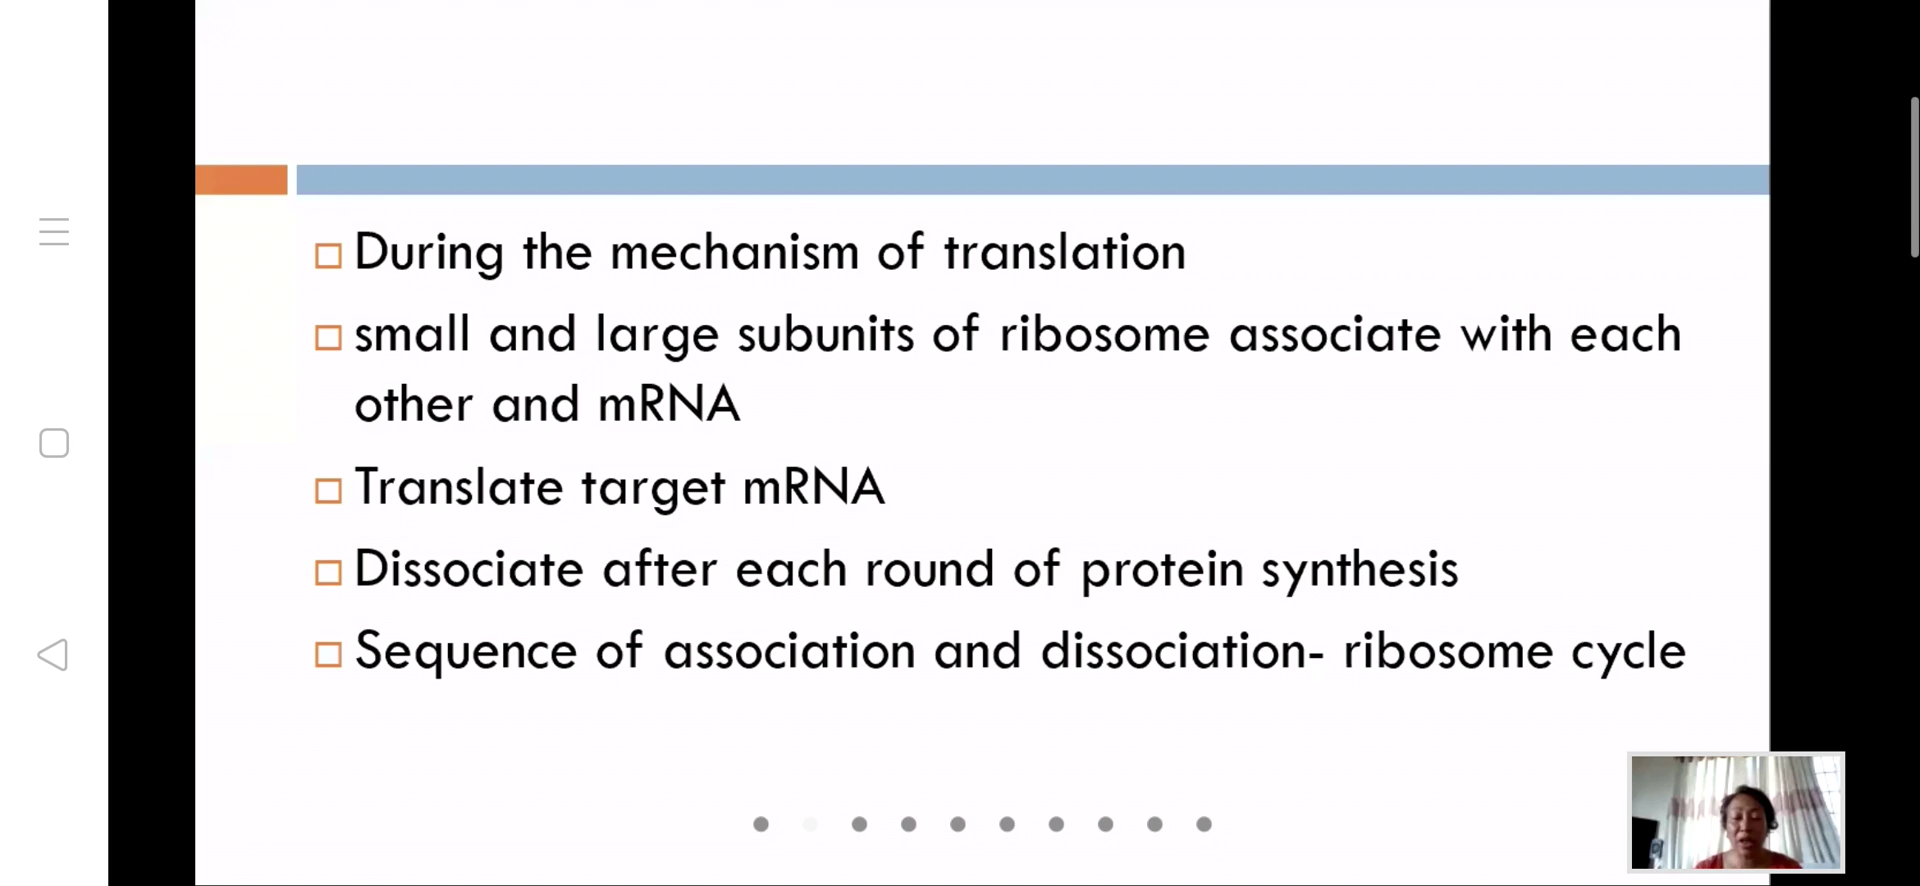 During the mechanism of translation
small and large subunits of ribosome associate with each
other and mRNA
Translate target mRNA
Dissociate after each round of protein synthesis
Sequence of association and dissociation- ribosome cycle